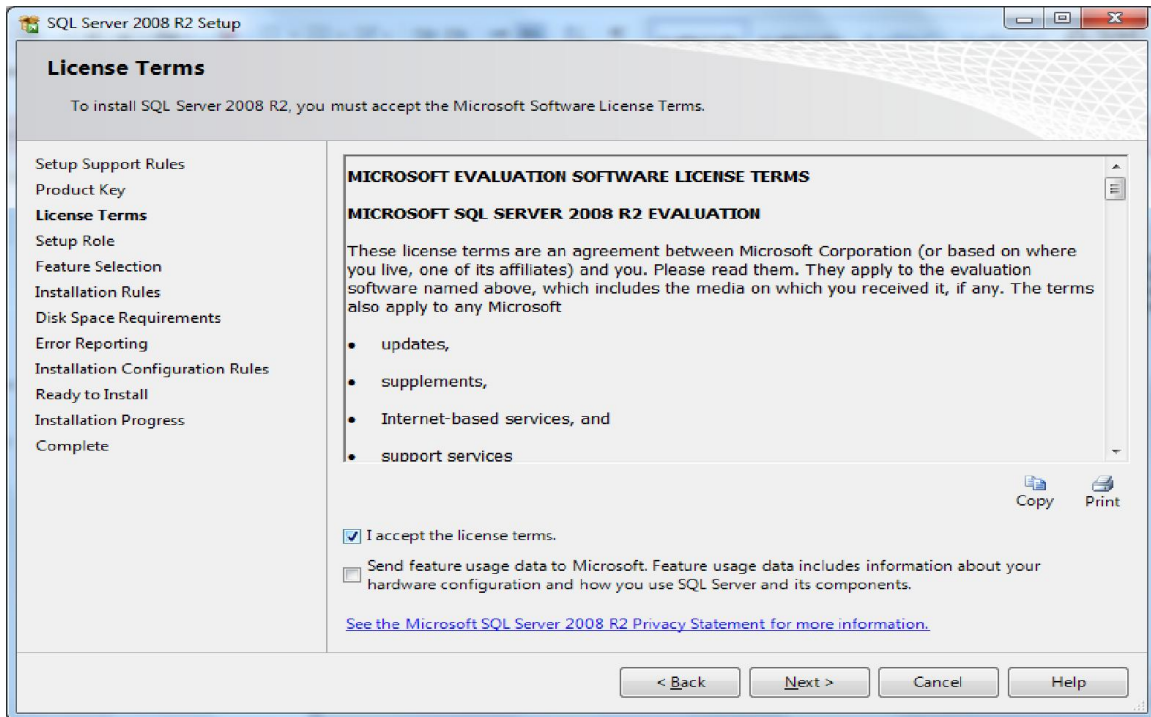 SQL Server 2008 R2 Setup
License Terms
To install SQL Server 2008 R2, you must accept the Microsoft Software License Terms.
Setup Support Rules
Product Key
License Terms
Setup Role
Feature Selection
Installation Rules
Disk Space Requirements
Error Reporting
Installation Configuration Rules
Ready to Install
Installation Progress
Complete
MICROSOFT EVALUATION SOFTWARE LICENSE TERMS
MICROSOFT SQL SERVER 2008 R2 EVALUATION
These license terms are an agreement between Microsoft Corporation (or based on where
you live, one of its affiliates) and you. Please read them. They apply to the evaluation
software named above, which includes the media on which you received it, if any. The terms
also apply to any Microsoft
• updates,
• supplements,
• Internet-based services, and
• support services
Copy Print
I accept the license terms.
Send feature usage data to Microsoft. Feature usage data includes information about your
hardware configuration and how you use SQL Server and its components.
See the Microsoft SQL Server 2008 R2 Privacy Statement for more information.
< Back Next > Cancel Help